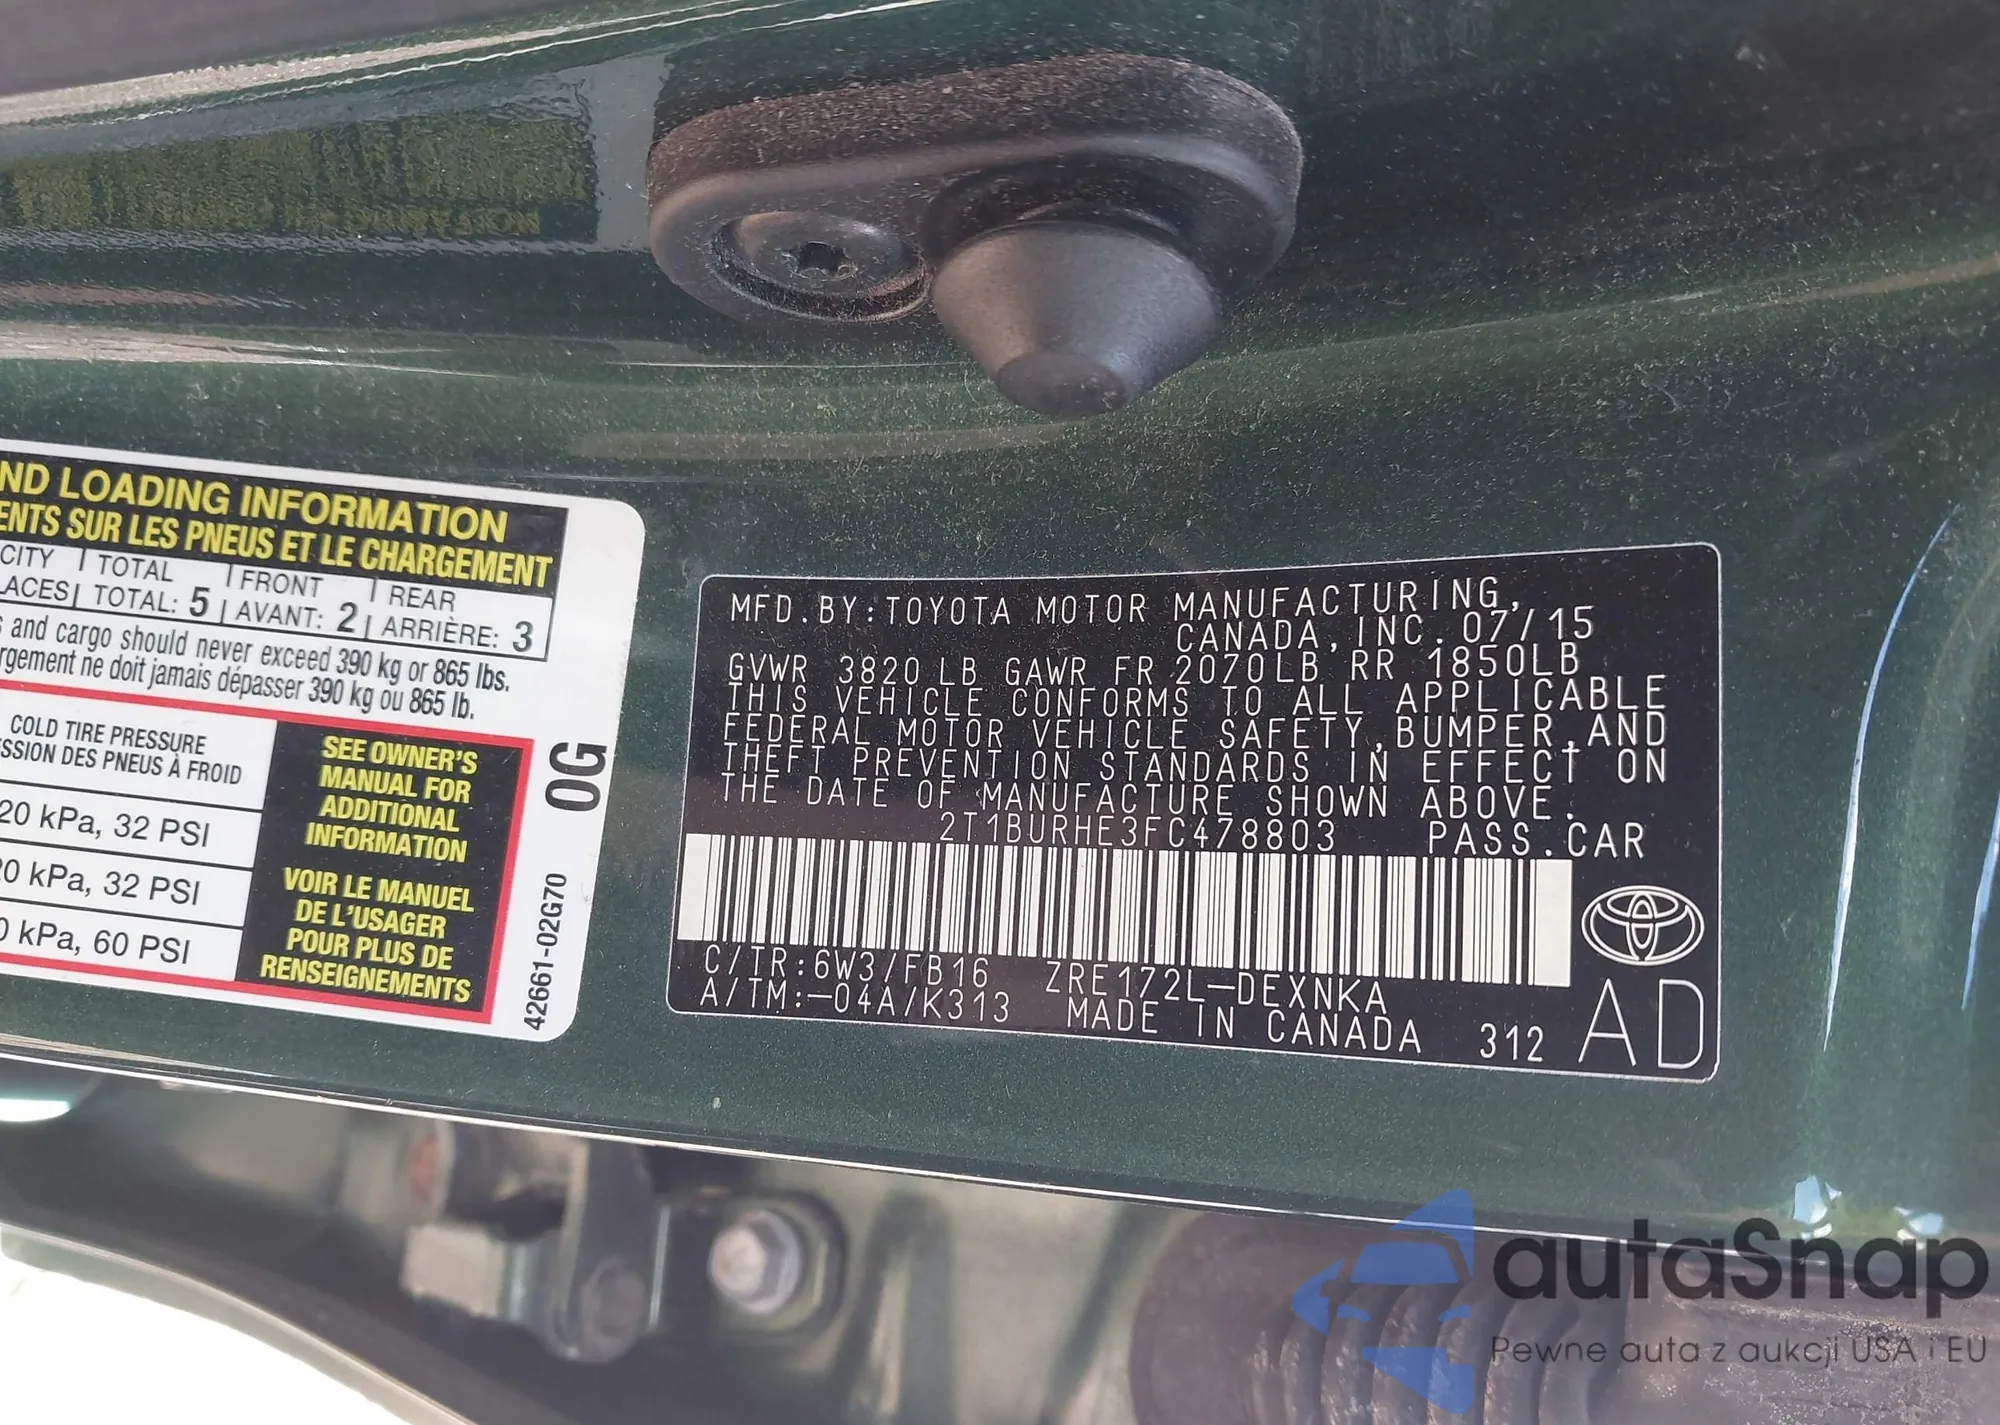 ND LOADING INFORMATION
ENTS SUR LES PNEUS ET LE CHARGEMENT
CITY TOTAL FRONT REAR
LACES TOTAL: 5 AVANT: 2 ARRIÈRE: 3
s and cargo should never exceed 390 kg or 865 lbs.
rgement ne doit jamais dépasser 390 kg ou 865 lb.
COLD TIRE PRESSURE
SSION DES PNEUS À FROID
20 kPa, 32 PSI
20 kPa, 32 PSI
0 kPa, 60 PSI
SEE OWNER'S
MANUAL FOR
ADDITIONAL
INFORMATION
VOIR LE MANUEL
DE L'USAGER
POUR PLUS DE
RENSEIGNEMENTS
0G
42661-02G70
MFD.BY:TOYOTA MOTOR MANUFACTURING,
CANADA, INC. 07/15
GVWR 3820LB GAWR FR 2070LB RR 1850LB
THIS VEHICLE CONFORMS TO ALL APPLICABLE
FEDERAL MOTOR VEHICLE SAFETY,BUMPER,AND
THEFT PREVENTION STANDARDS IN EFFECT ON
THE DATE OF MANUFACTURE SHOWN ABOVE.
2T1BURHE3FC478803 PASS.CAR
C/TR:6W3/FB16 ZRE172L-DEXNKA
A/TM:-04A/K313 MADE IN CANADA 312
AD
autaSnap
Pewne auta z aukcji USA i EU